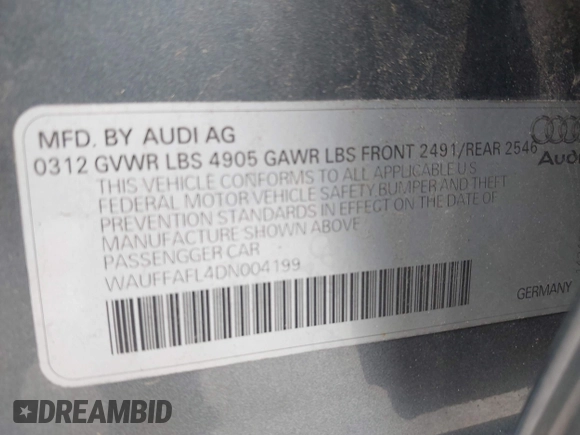 MFD. BY AUDI AG
0312 GVWR LBS 4905 GAWR LBS FRONT 2491/REAR 2546
THIS VEHICLE CONFORMS TO ALL APPLICABLE U.S.
FEDERAL MOTOR VEHICLE SAFETY BUMPER AND THEFT
PREVENTION STANDARDS IN EFFECT ON THE DATE OF
MANUFACTURE SHOWN ABOVE
PASSENGGER CAR
WAUFFAFL4DN004199
Audi
GERMANY
DREAMBID